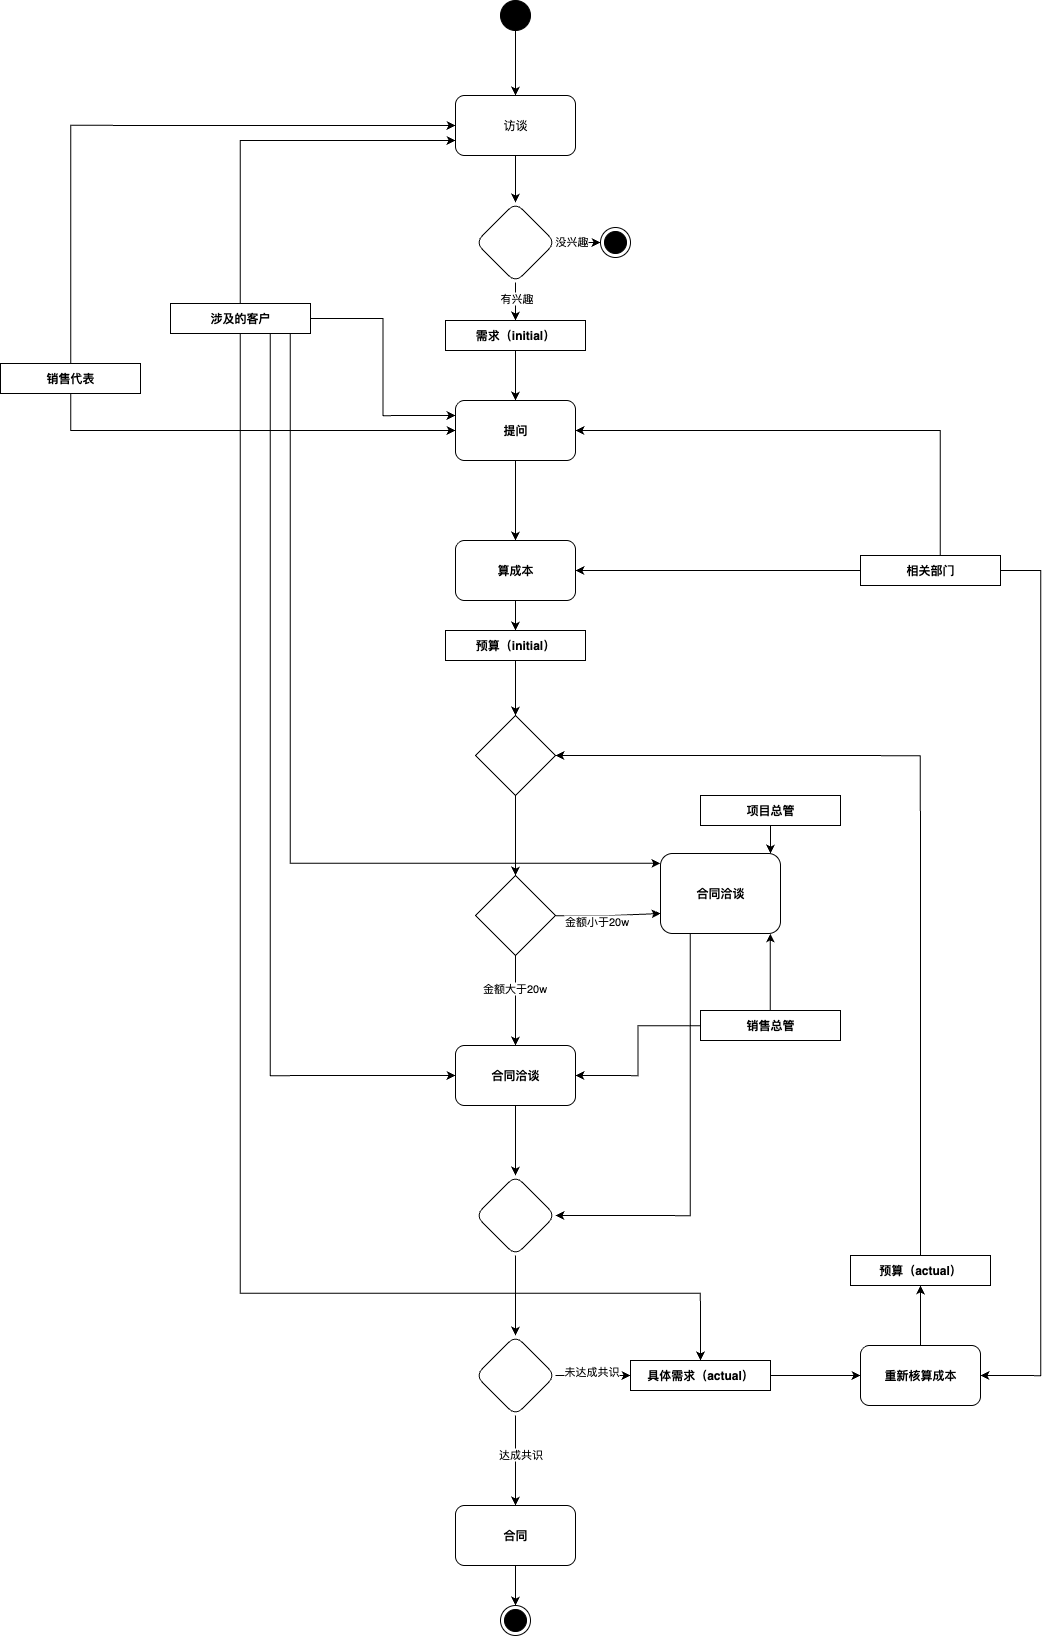 访谈
没兴趣
有兴趣
涉及的客户
需求（initial）
销售代表
提问
相关部门
算成本
预算（initial）
项目总管
合同洽谈
金额小于20w
金额大于20w
销售总管
合同洽谈
预算（actual）
未达成共识
具体需求（actual）
重新核算成本
达成共识
合同